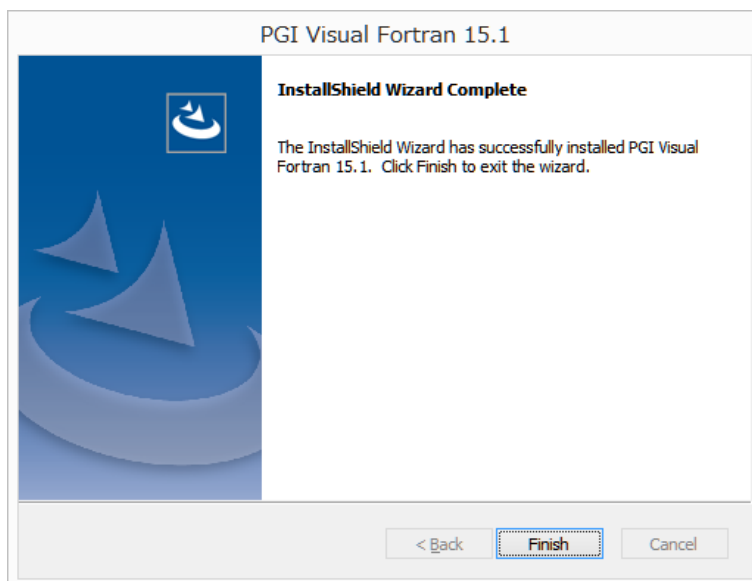 PGI Visual Fortran 15.1
InstallShield Wizard Complete
The InstallShield Wizard has successfully installed PGI Visual
Fortran 15.1. Click Finish to exit the wizard.
< Back
Finish
Cancel